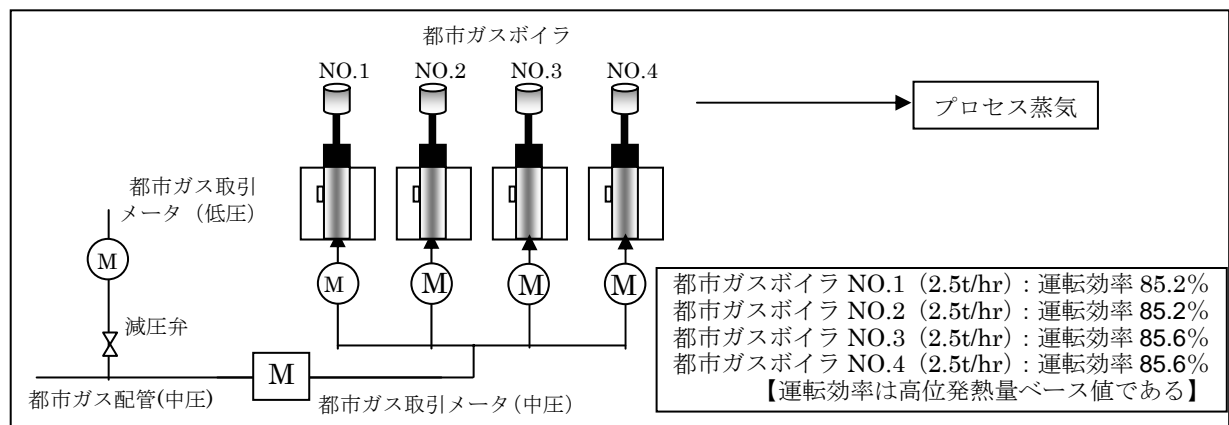 都市ガスボイラ
NO.1 NO.2 NO.3 NO.4
プロセス蒸気
都市ガス取引
メータ（低圧）
M
M M M M
減圧弁
M
都市ガス配管(中圧)
都市ガス取引メータ(中圧)
都市ガスボイラ NO.1（2.5t/hr）: 運転効率 85.2%
都市ガスボイラ NO.2（2.5t/hr）: 運転効率 85.2%
都市ガスボイラ NO.3（2.5t/hr）: 運転効率 85.6%
都市ガスボイラ NO.4（2.5t/hr）: 運転効率 85.6%
【運転効率は高位発熱量ベース値である】